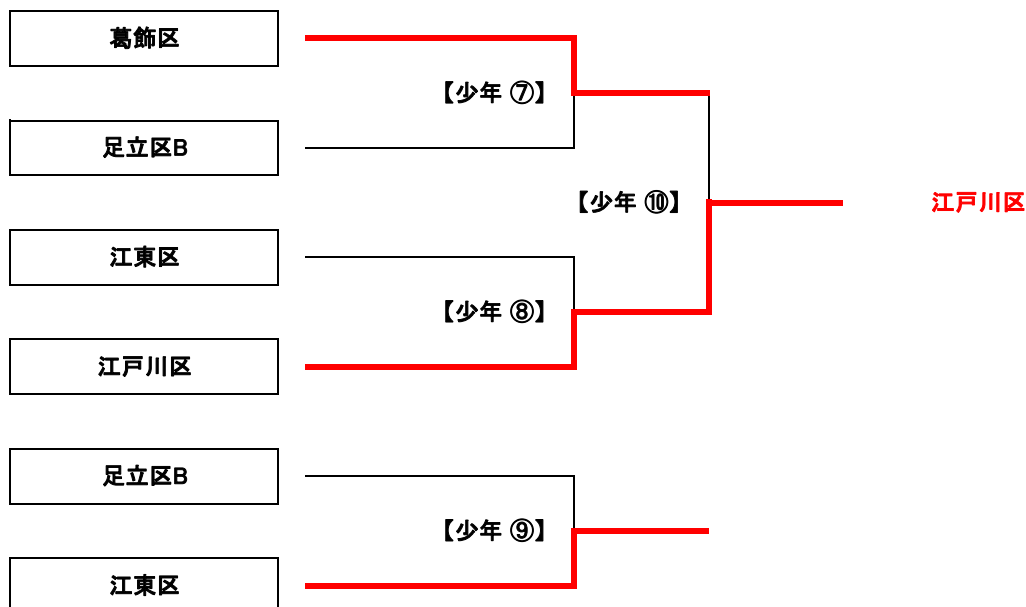 葛飾区
【少年 ⑦】
足立区B
【少年 ⑩】
江戸川区
江東区
【少年 ⑧】
江戸川区
足立区B
【少年 ⑨】
江東区